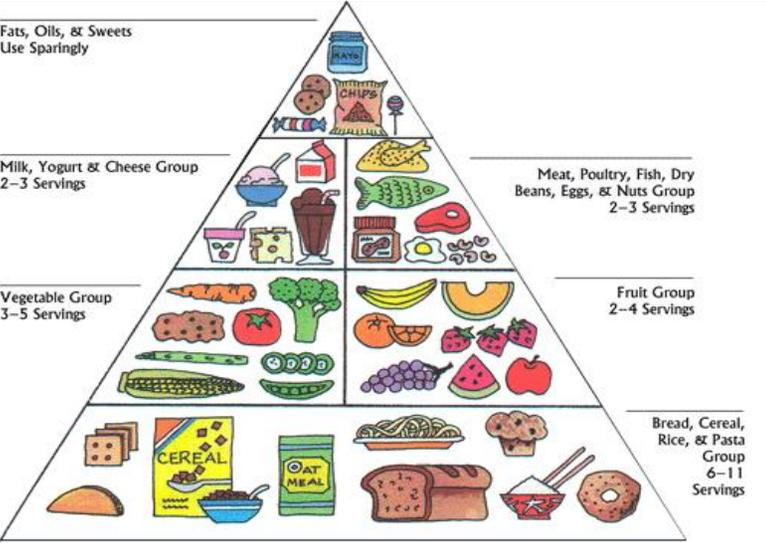 Fats, Oils, & Sweets
Use Sparingly
MAYO
CHIPS
Milk, Yogurt & Cheese Group
2–3 Servings
Meat, Poultry, Fish, Dry
Beans, Eggs, & Nuts Group
2–3 Servings
Vegetable Group
3–5 Servings
Fruit Group
2–4 Servings
Bread, Cereal,
Rice, & Pasta
Group
6–11
Servings
CEREAL
OAT
MEAL